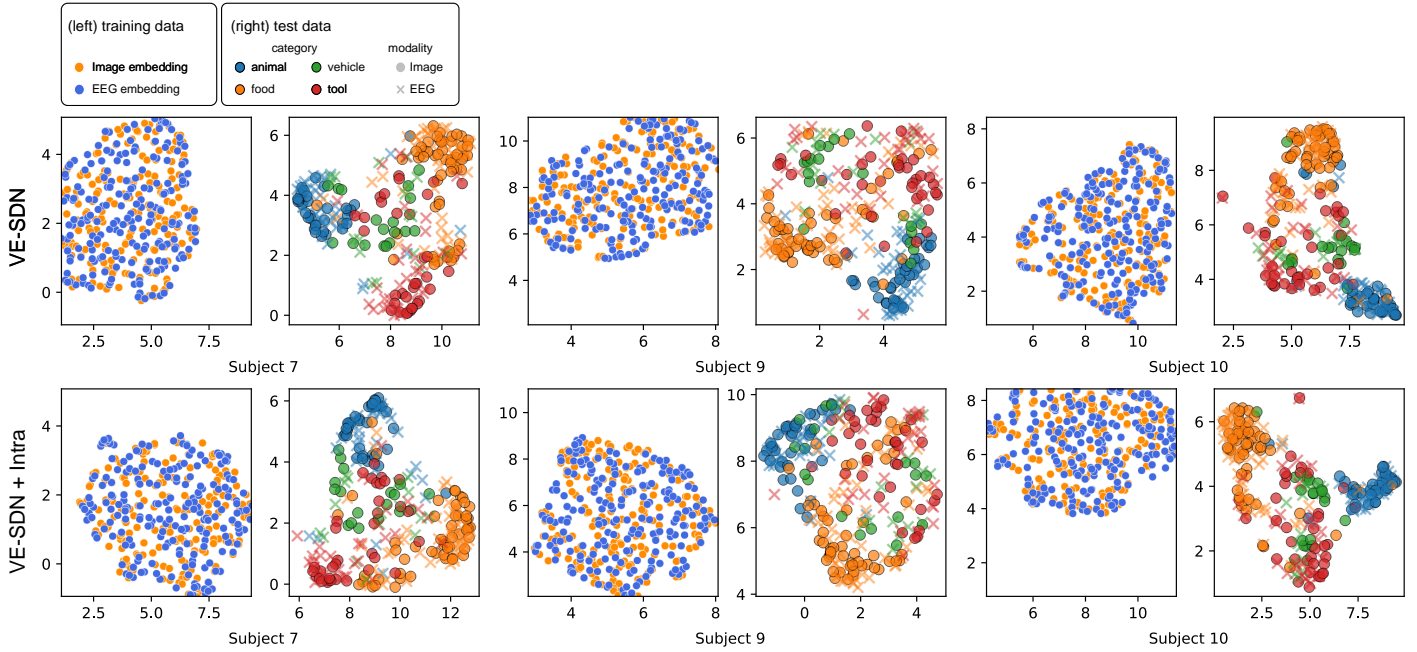 (left) training data
Image embedding
EEG embedding
(right) test data
category modality
animal vehicle Image
food tool EEG
VE-SDN
4
2
0
2.5 5.0 7.5
6
4
2
0
6 8 10
Subject 7
10
8
6
4
4 6 8
6
4
2
2 4
Subject 9
8
6
4
2
6 8 10
8
6
4
2.5 5.0 7.5
Subject 10
VE-SDN + Intra
4
2
0
2.5 5.0 7.5
6
4
2
0
6 8 10 12
Subject 7
10
8
6
4
4 6 8
10
8
6
4
0 2 4
Subject 9
8
6
4
2
6 8 10
6
4
2
2.5 5.0 7.5
Subject 10